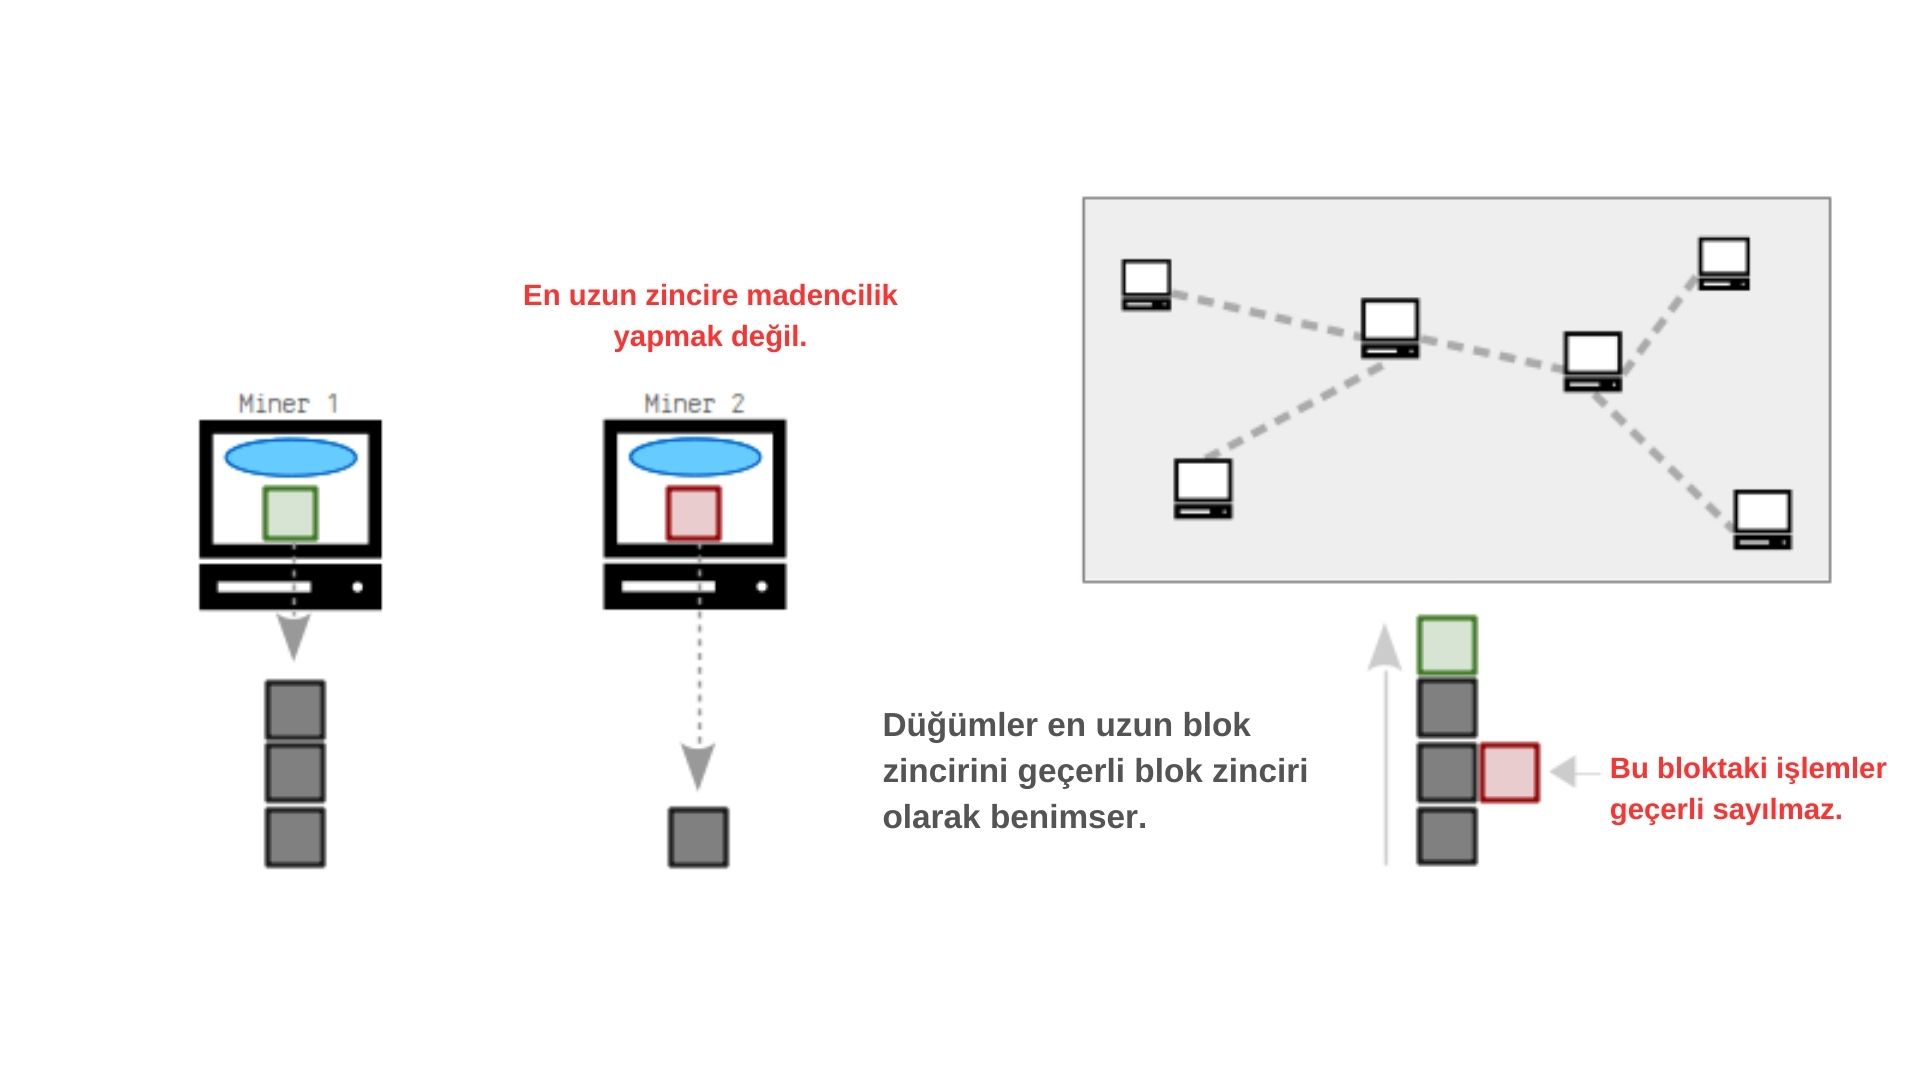 En uzun zincire madencilik
yapmak değil.
Miner 1
Miner 2
Düğümler en uzun blok
zincirini geçerli blok zinciri
olarak benimser.
Bu bloktaki işlemler
geçerli sayılmaz.